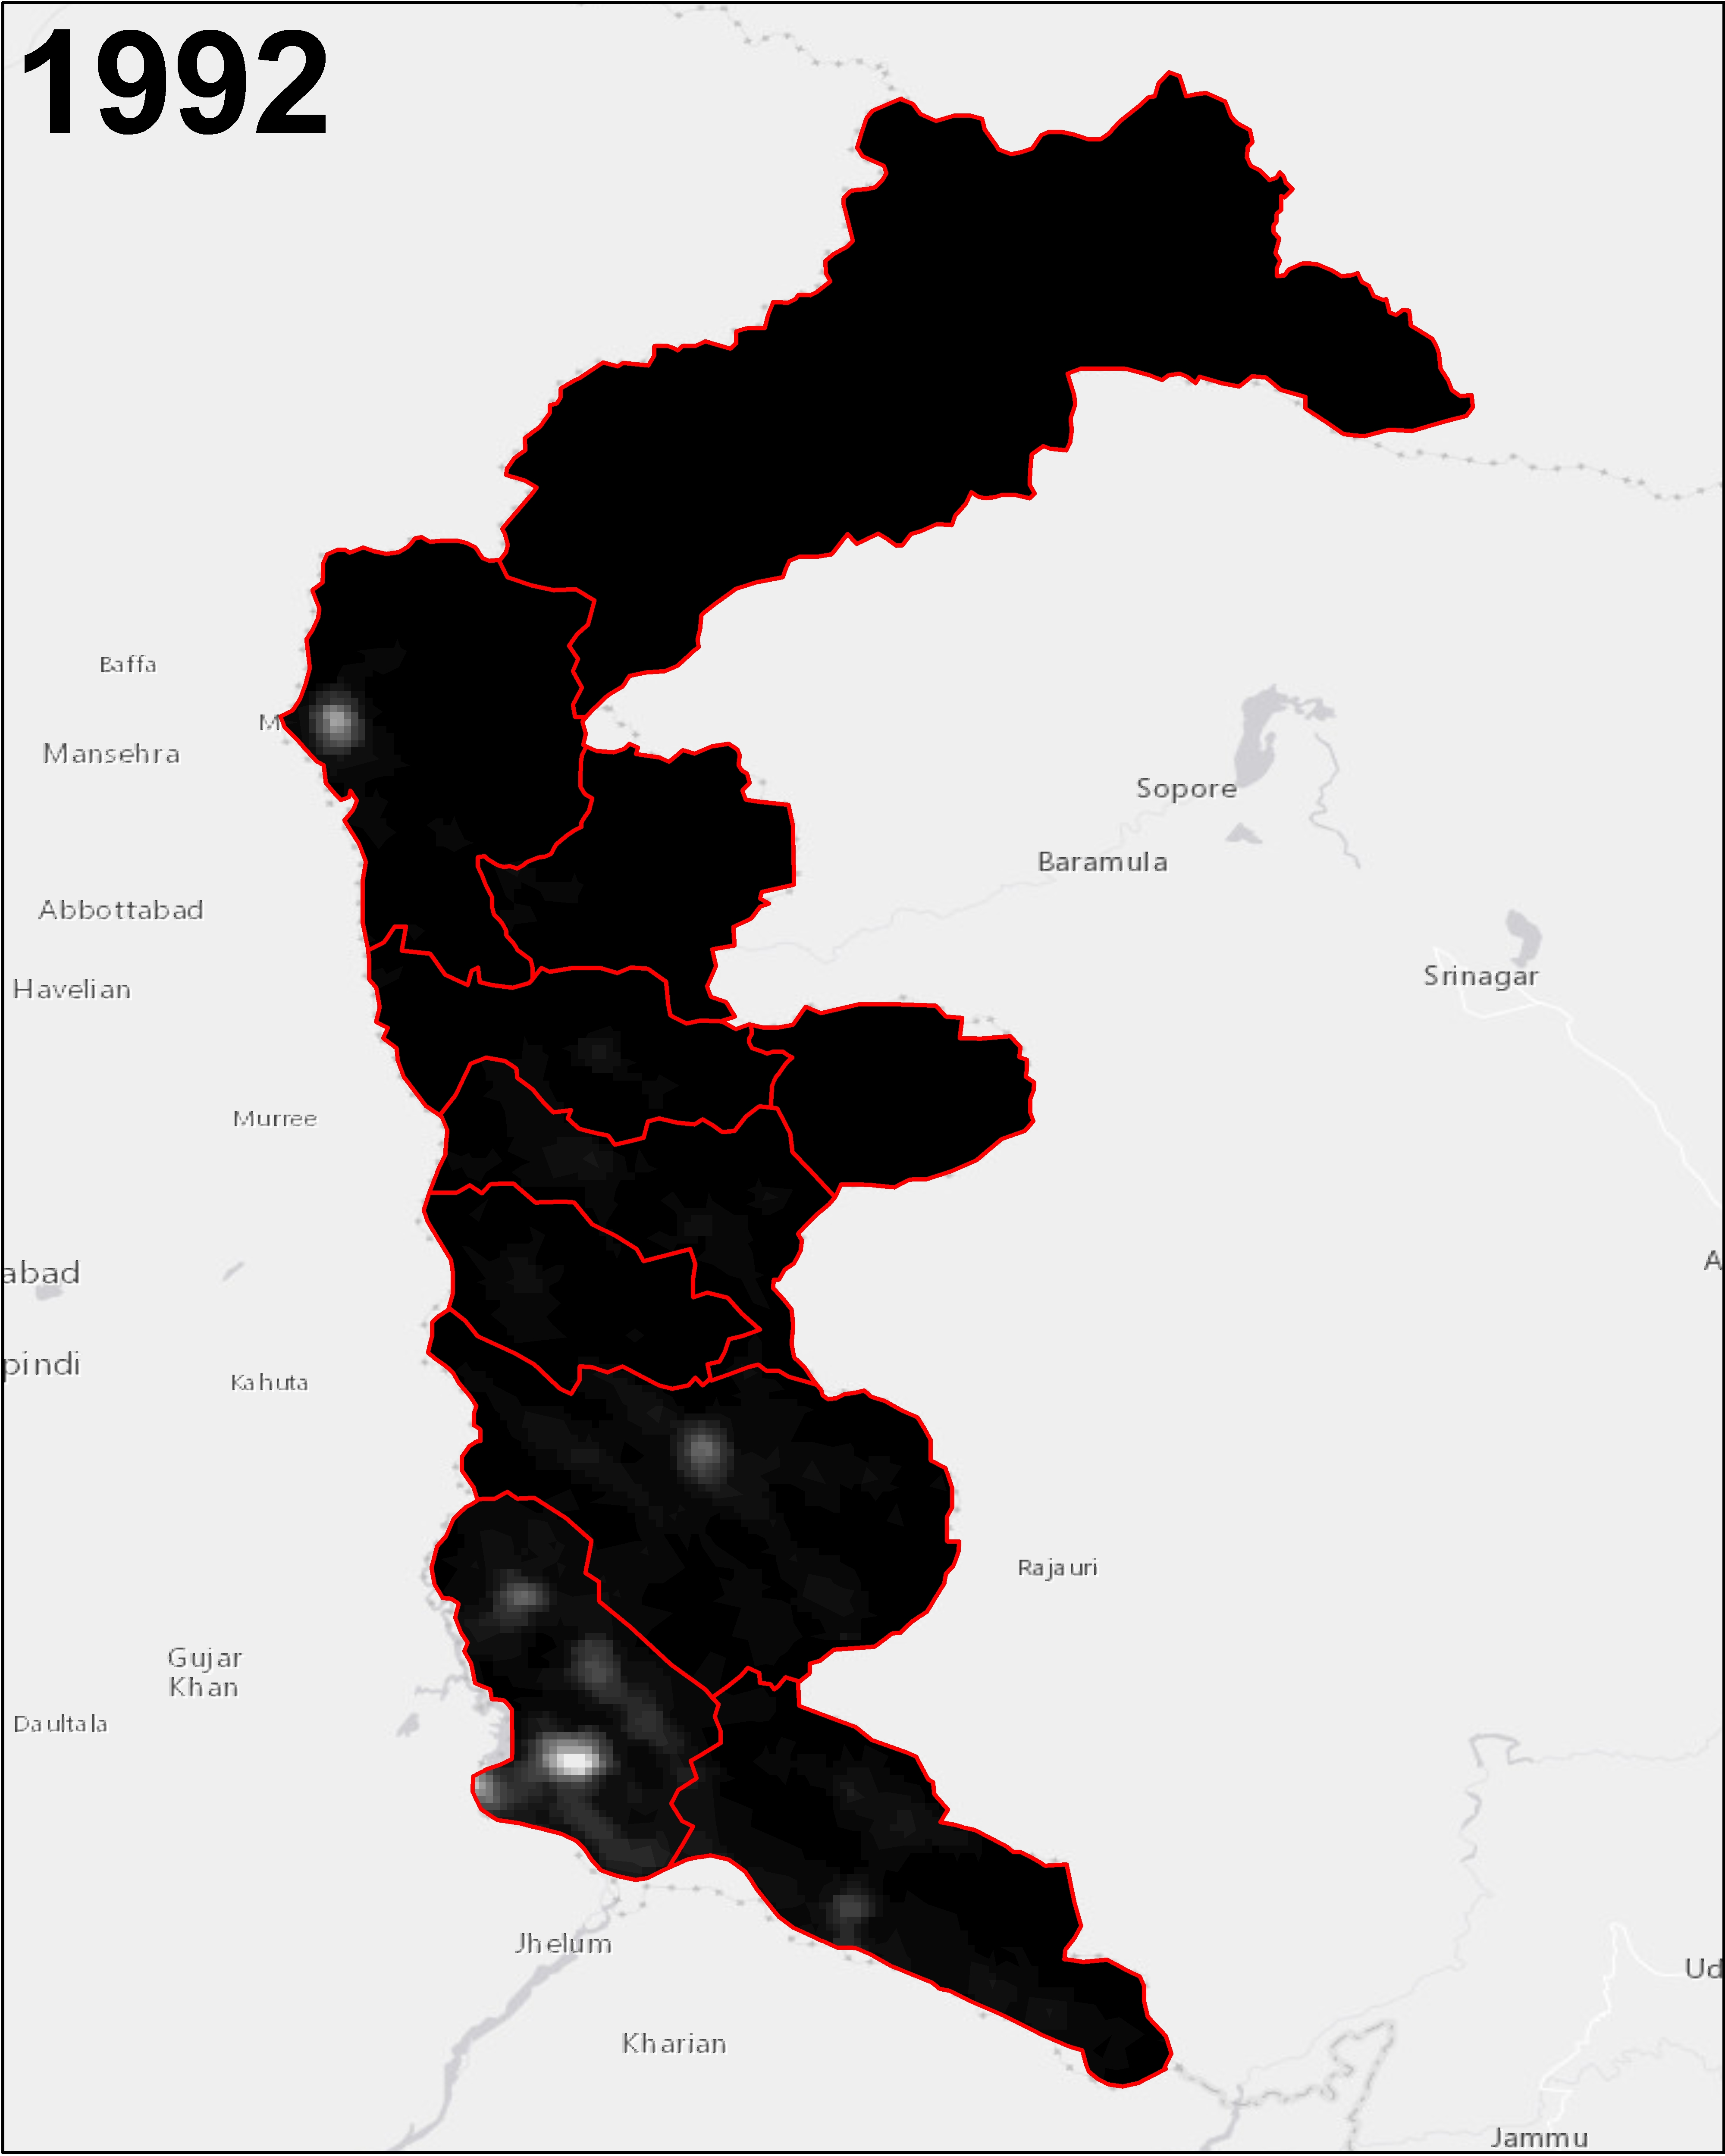 1992
Baffa
M
Mansehra
Sopore
Baramula
Abbottabad
Srinagar
Havelian
Murree
abad
A
pindi
Kahuta
Rajauri
Gujar
Khan
Daultala
Jhelum
Ud
Kharian
Jammu